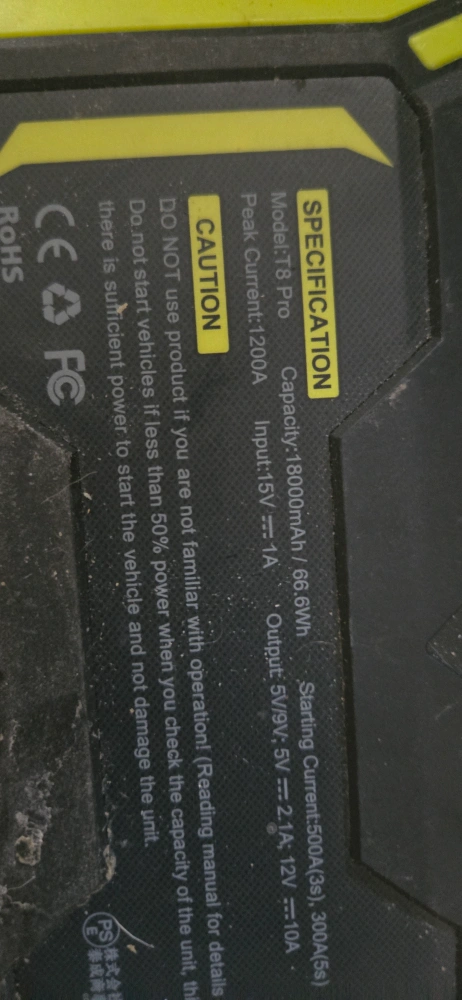 SPECIFICATION
Model:T8 Pro Capacity:18000mAh / 66.6Wh Starting Current:500A(3s), 300A(5s)
Peak Current:1200A Input:15V⎓1A Output: 5V/9V; 5V⎓2.1A; 12V⎓10A
CAUTION
DO NOT use product if you are not familiar with operation! (Reading manual for details
Do not start vehicles if less than 50% power when you check the capacity of the unit,
there is sufficient power to start the vehicle and not damage the unit.
CE FC
RoHS
PS
E
株式会